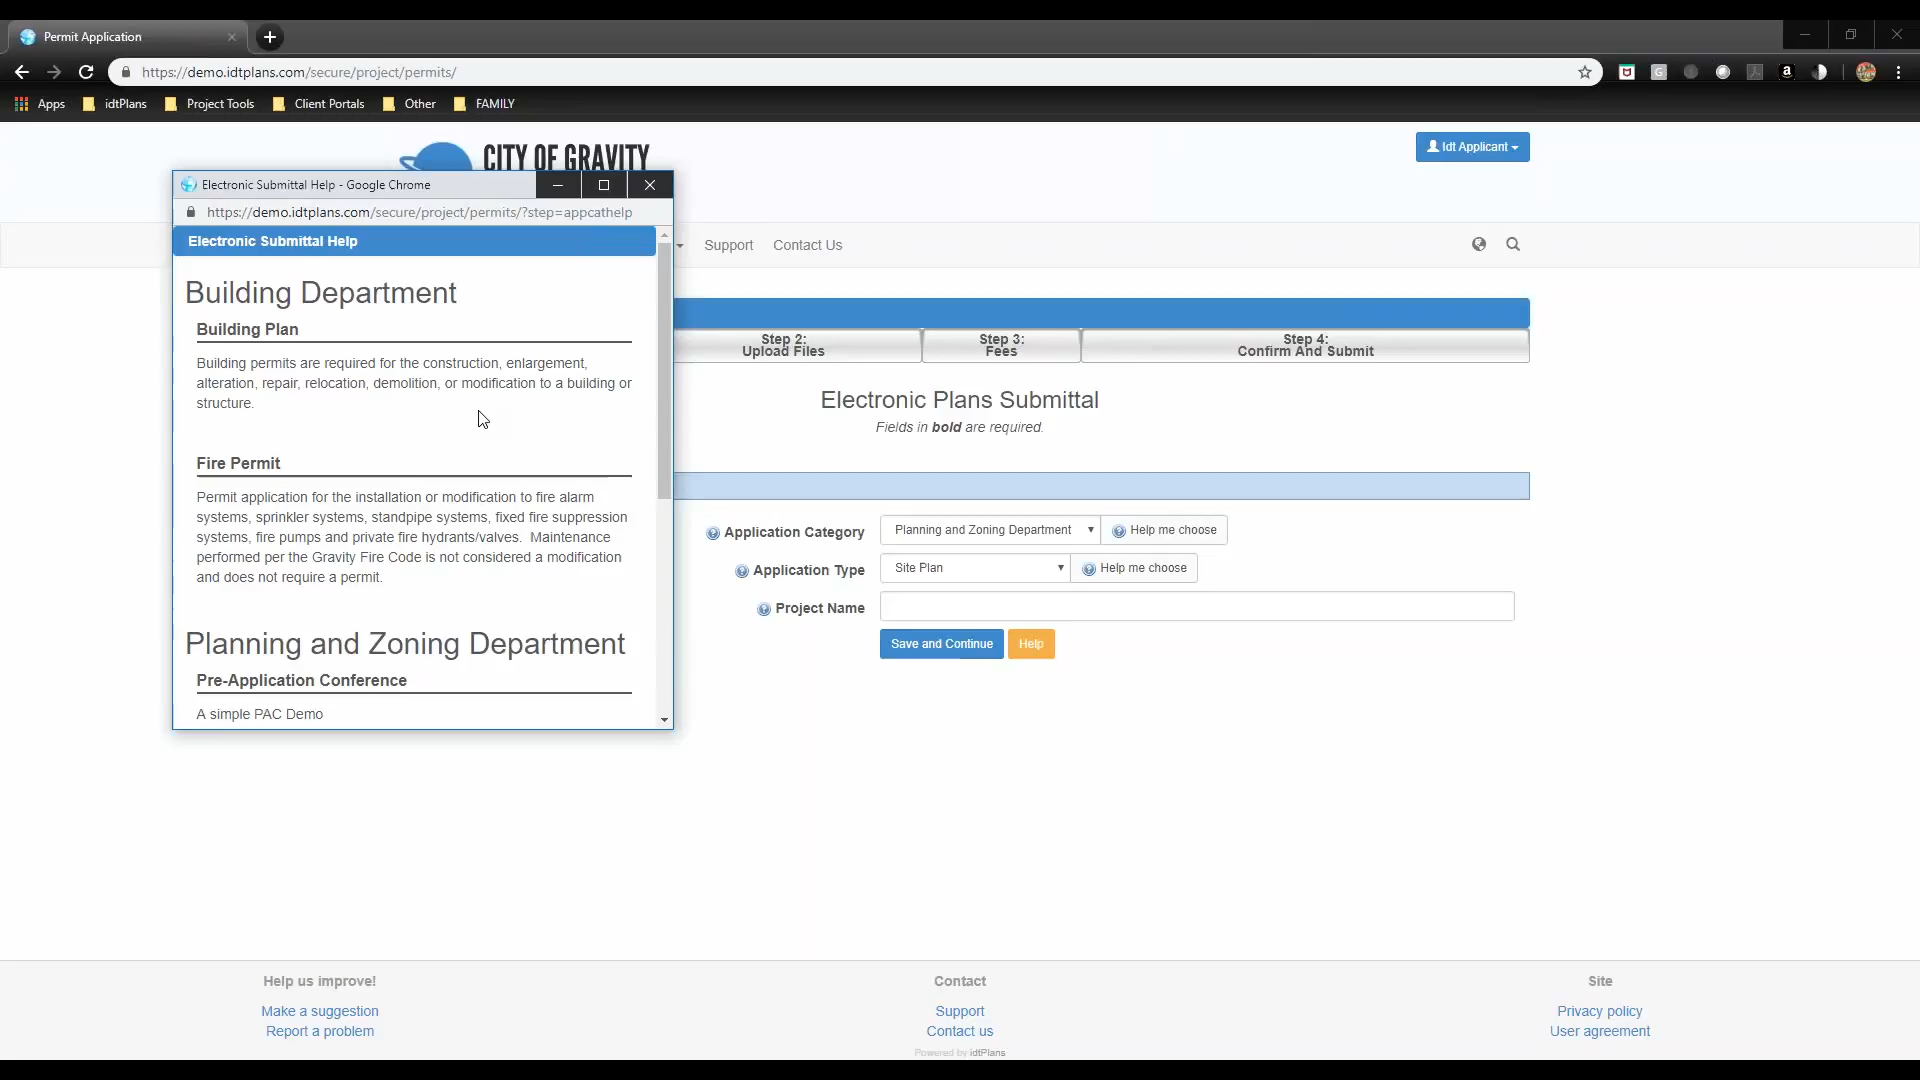 Permit Application
https://demo.idtplans.com/secure/project/permits/
Apps
idtPlans
Project Tools
Client Portals
Other
FAMILY
CITY OF GRAVITY
Idt Applicant
Electronic Submittal Help - Google Chrome
https://demo.idtplans.com/secure/project/permits/?step=appcathelp
Electronic Submittal Help
Building Department
Building Plan
Building permits are required for the construction, enlargement,
alteration, repair, relocation, demolition, or modification to a building or
structure.
Fire Permit
Permit application for the installation or modification to fire alarm
systems, sprinkler systems, standpipe systems, fixed fire suppression
systems, fire pumps and private fire hydrants/valves.  Maintenance
performed per the Gravity Fire Code is not considered a modification
and does not require a permit.
Planning and Zoning Department
Pre-Application Conference
A simple PAC Demo
Support
Contact Us
Step 2:
Upload Files
Step 3:
Fees
Step 4:
Confirm And Submit
Electronic Plans Submittal
Fields in bold are required.
Application Category
Planning and Zoning Department
Help me choose
Application Type
Site Plan
Help me choose
Project Name
Save and Continue
Help
Help us improve!
Make a suggestion
Report a problem
Contact
Support
Contact us
Powered by idtPlans
Site
Privacy policy
User agreement